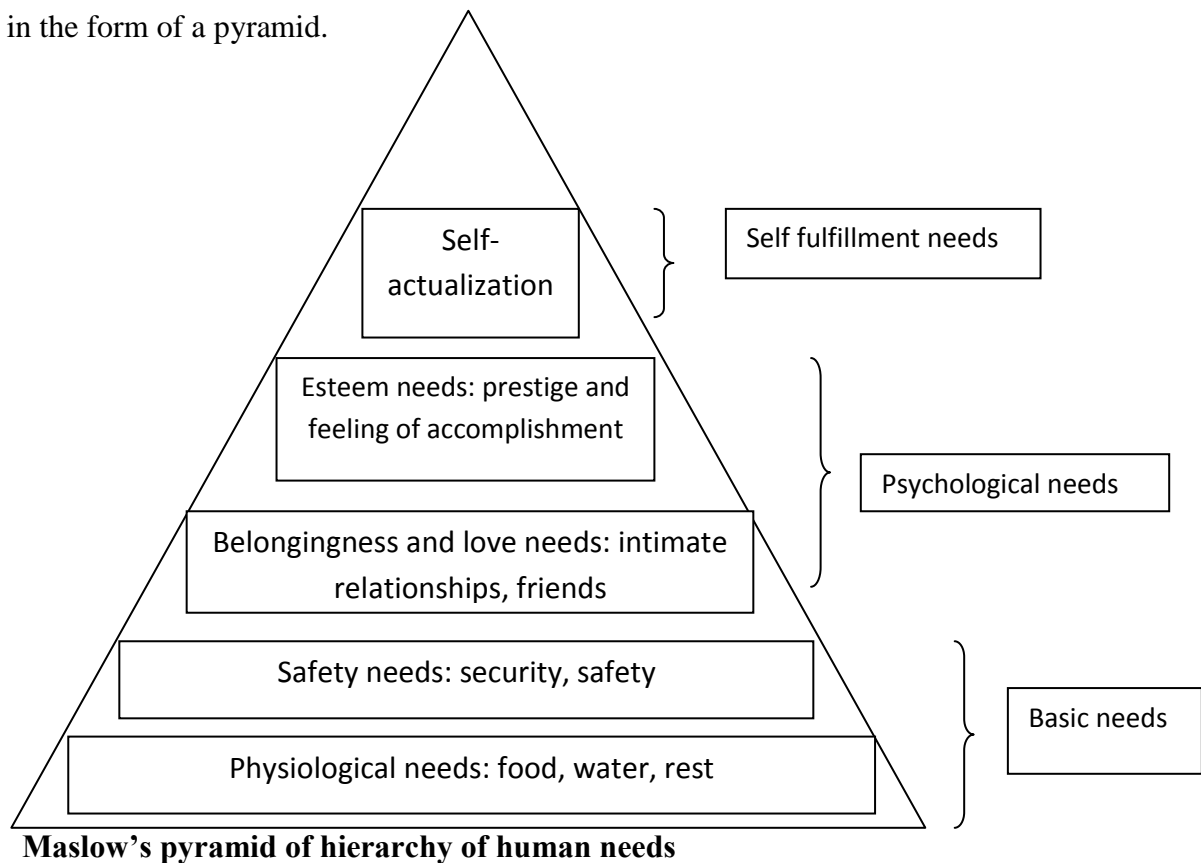 in the form of a pyramid.
Self-
actualization
Self fulfillment needs
Esteem needs: prestige and
feeling of accomplishment
Psychological needs
Belongingness and love needs: intimate
relationships, friends
Safety needs: security, safety
Basic needs
Physiological needs: food, water, rest
Maslow’s pyramid of hierarchy of human needs